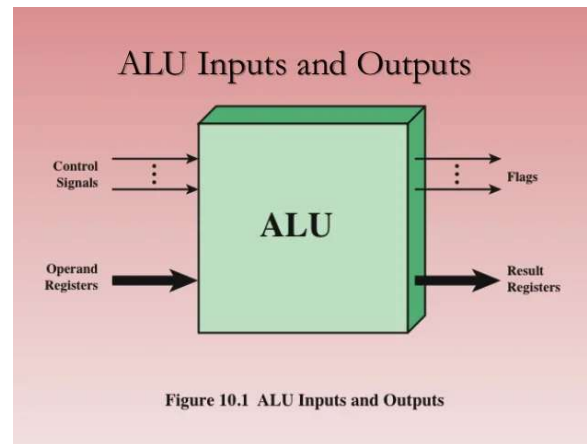 ALU Inputs and Outputs
Control
Signals
Flags
ALU
Operand
Registers
Result
Registers
Figure 10.1 ALU Inputs and Outputs